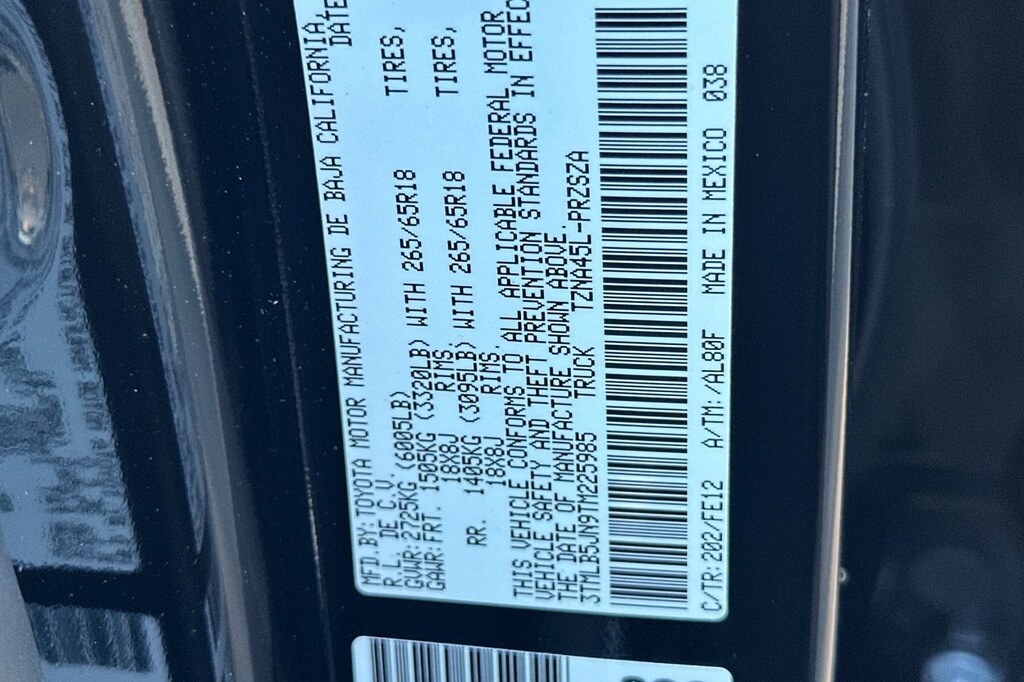 MFD.BY:TOYOTA MOTOR MANUFACTURING DE BAJA CALIFORNIA,
R.L. DE C.V. DATE
GVWR:2725KG (6005LB)
GAWR:FRT. 1505KG (3320LB) WITH 265/65R18 TIRES,
18X8J RIMS.
RR. 1405KG (3095LB) WITH 265/65R18 TIRES,
18X8J RIMS.
THIS VEHICLE CONFORMS TO ALL APPLICABLE FEDERAL MOTOR
VEHICLE SAFETY AND THEFT PREVENTION STANDARDS IN EFFEC
THE DATE OF MANUFACTURE SHOWN ABOVE.
3TMLB5JN9TM225985 TRUCK TZNA45L-PRZSZA
C/TR:202/FE12 A/TM:/AL80F MADE IN MEXICO 038